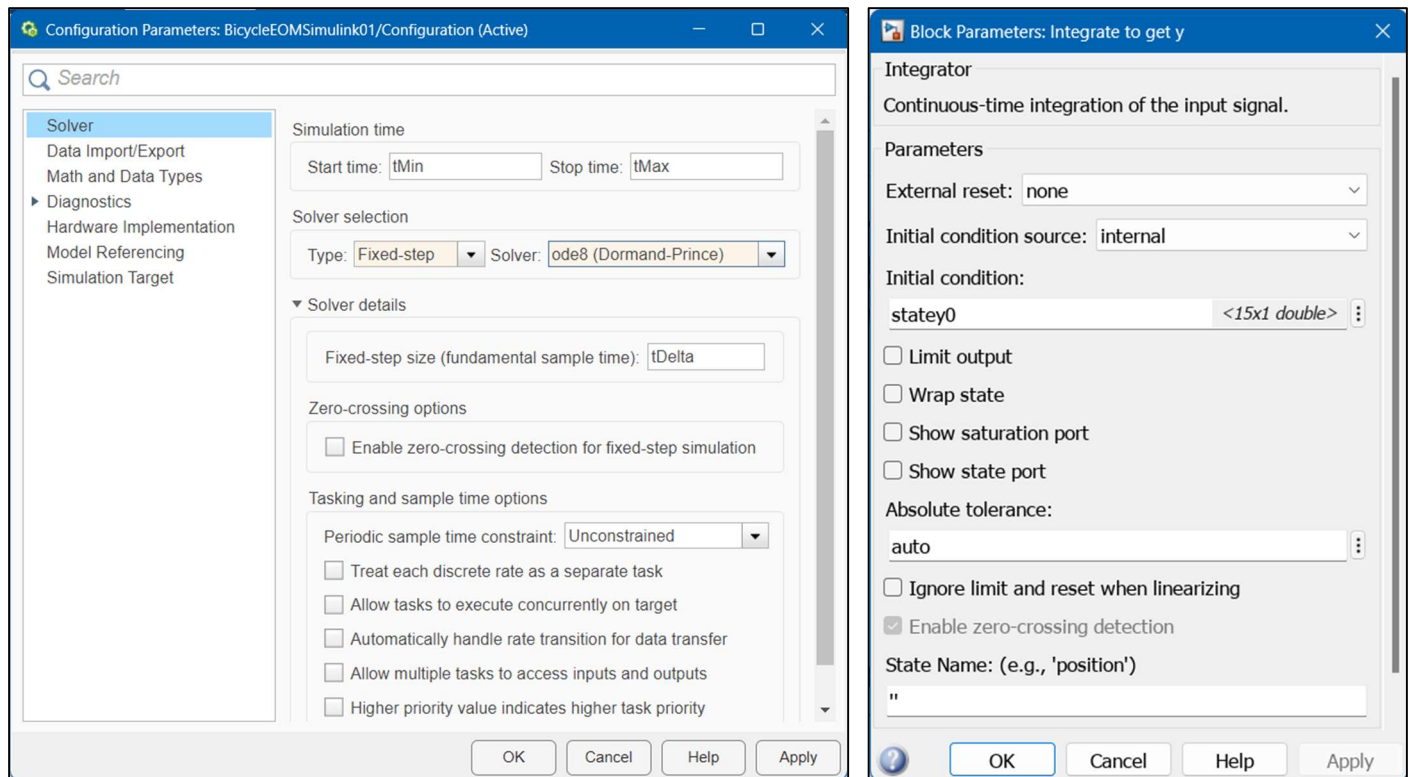 Configuration Parameters: BicycleEOMSimulink01/Configuration (Active)
Search
Solver
Data Import/Export
Math and Data Types
Diagnostics
Hardware Implementation
Model Referencing
Simulation Target
Simulation time
Start time: tMin Stop time: tMax
Solver selection
Type: Fixed-step Solver: ode8 (Dormand-Prince)
Solver details
Fixed-step size (fundamental sample time): tDelta
Zero-crossing options
Enable zero-crossing detection for fixed-step simulation
Tasking and sample time options
Periodic sample time constraint: Unconstrained
Treat each discrete rate as a separate task
Allow tasks to execute concurrently on target
Automatically handle rate transition for data transfer
Allow multiple tasks to access inputs and outputs
Higher priority value indicates higher task priority
OK Cancel Help Apply
Block Parameters: Integrate to get y
Integrator
Continuous-time integration of the input signal.
Parameters
External reset: none
Initial condition source: internal
Initial condition:
statey0 <15x1 double>
Limit output
Wrap state
Show saturation port
Show state port
Absolute tolerance:
auto
Ignore limit and reset when linearizing
Enable zero-crossing detection
State Name: (e.g., 'position')
''
OK Cancel Help Apply